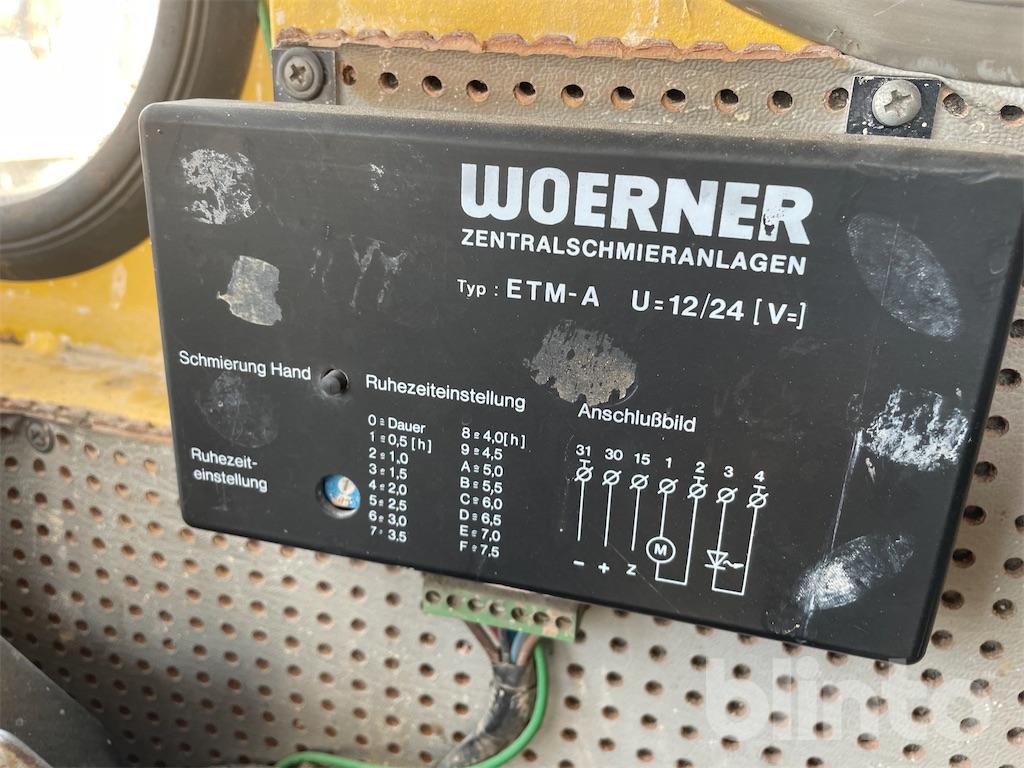 WOERNER
ZENTRALSCHMIERANLAGEN
Typ : ETM-A U=12/24 [V=]
Schmierung Hand
Ruhezeiteinstellung
0≙Dauer
1≙0,5[h]
2≙1,0
3≙1,5
4≙2,0
5≙2,5
6≙3,0
7≙3,5
8≙4,0[h]
9≙4,5
A≙5,0
B≙5,5
C≙6,0
D≙6,5
E≙7,0
F≙7,5
Ruhezeit-
einstellung
Anschlußbild
31 30 15 1 2 3 4
M
- + Z
blinto